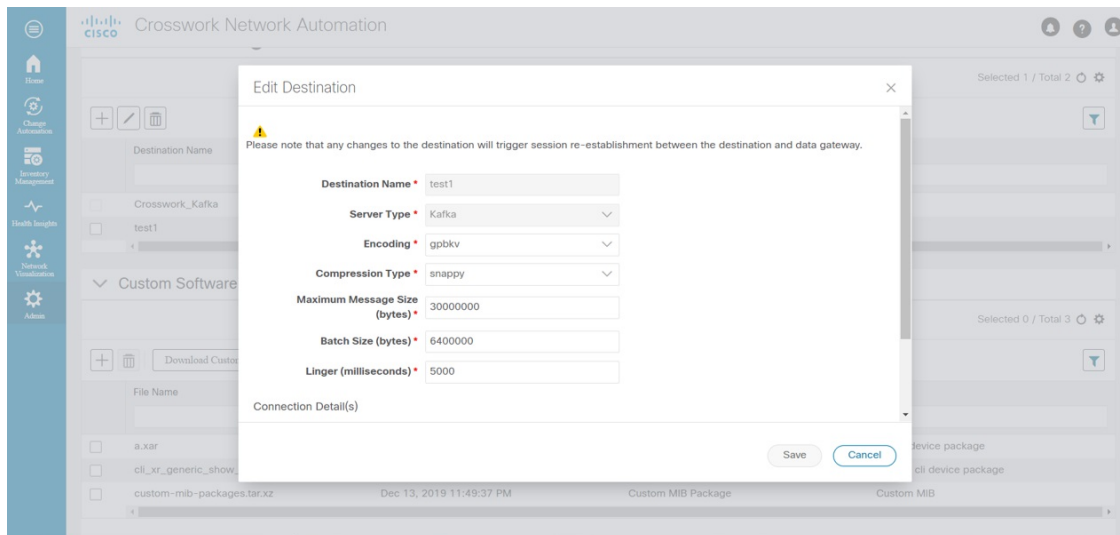 cisco
Crosswork Network Automation
Home
Change Automation
Inventory Management
Health Insights
Network Visualization
Admin
Selected 1 / Total 2
Destination Name
Crosswork_Kafka
test1
Custom Software
Selected 0 / Total 3
Download Custo
File Name
a.xar
device package
cli_xr_generic_show_
cli device package
custom-mib-packages.tar.xz Dec 13, 2019 11:49:37 PM Custom MIB Package Custom MIB
Edit Destination
Please note that any changes to the destination will trigger session re-establishment between the destination and data gateway.
Destination Name * test1
Server Type * Kafka
Encoding * gpbkv
Compression Type * snappy
Maximum Message Size
(bytes) * 30000000
Batch Size (bytes) * 6400000
Linger (milliseconds) * 5000
Connection Detail(s)
Save Cancel